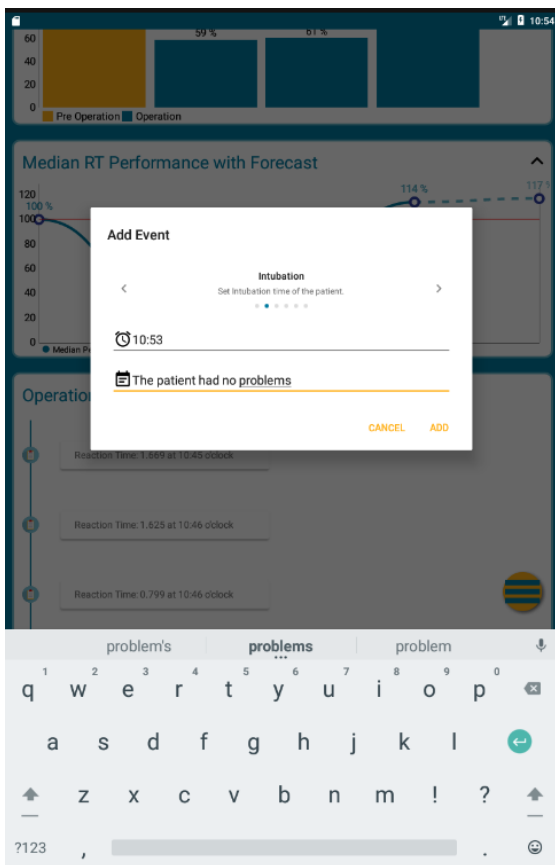 10:54
60
59 %
61 %
40
20
0
Pre Operation Operation
Median RT Performance with Forecast
120
100 %
114 %
117
100
80
60
40
20
0
Median Pe
Add Event
Intubation
Set Intubation time of the patient.
10:53
The patient had no problems
CANCEL ADD
Operation
Reaction Time: 1.669 at 10:45 o'clock
Reaction Time: 1.625 at 10:46 o'clock
Reaction Time: 0.799 at 10:46 o'clock
problem's problems problem
1 2 3 4 5 6 7 8 9 0
q w e r t y u i o p
a s d f g h j k l
z x c v b n m ! ?
?123 , .